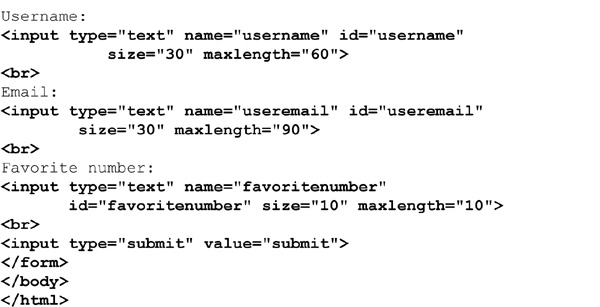 Username:
<input type="text" name="username" id="username"
size="30" maxlength="60">
<br>
Email:
<input type="text" name="useremail" id="useremail"
size="30" maxlength="90">
<br>
Favorite number:
<input type="text" name="favoritenumber"
id="favoritenumber" size="10" maxlength="10">
<br>
<input type="submit" value="submit">
</form>
</body>
</html>